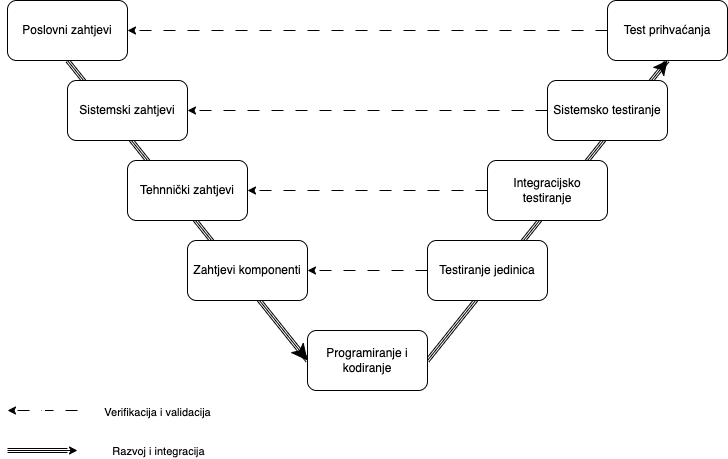 Poslovni zahtjevi
Test prihvaćanja
Sistemski zahtjevi
Sistemsko testiranje
Tehnnički zahtjevi
Integracijsko
testiranje
Zahtjevi komponenti
Testiranje jedinica
Programiranje i
kodiranje
Verifikacija i validacija
Razvoj i integracija